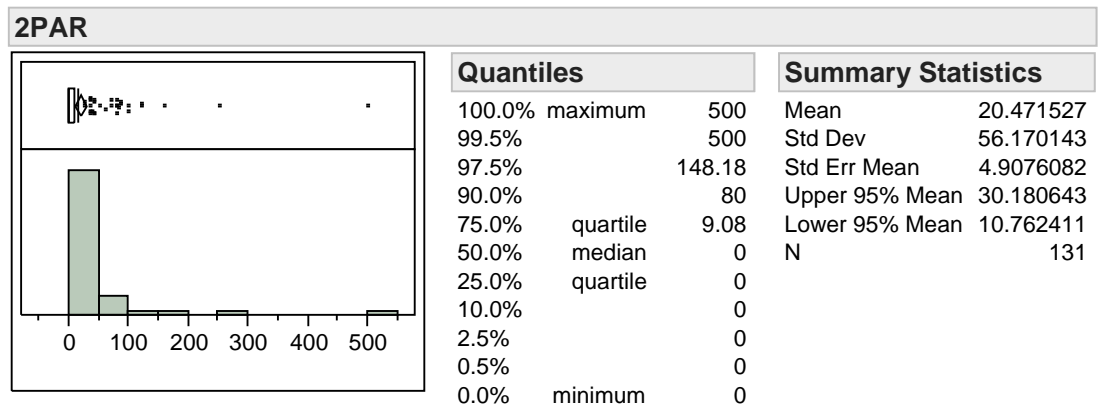 2PAR
0 100 200 300 400 500
Quantiles
100.0% maximum 500
99.5% 500
97.5% 148.18
90.0% 80
75.0% quartile 9.08
50.0% median 0
25.0% quartile 0
10.0% 0
2.5% 0
0.5% 0
0.0% minimum 0
Summary Statistics
Mean 20.471527
Std Dev 56.170143
Std Err Mean 4.9076082
Upper 95% Mean 30.180643
Lower 95% Mean 10.762411
N 131